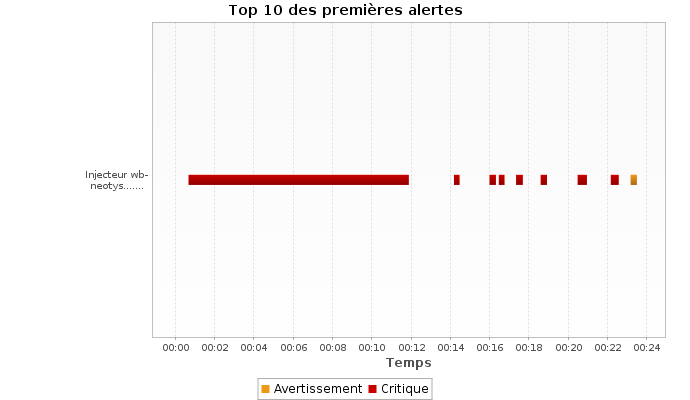 Top 10 des premières alertes
Injecteur wb-
neotys.......
00:00 00:02 00:04 00:06 00:08 00:10 00:12 00:14 00:16 00:18 00:20 00:22 00:24
Temps
Avertissement Critique